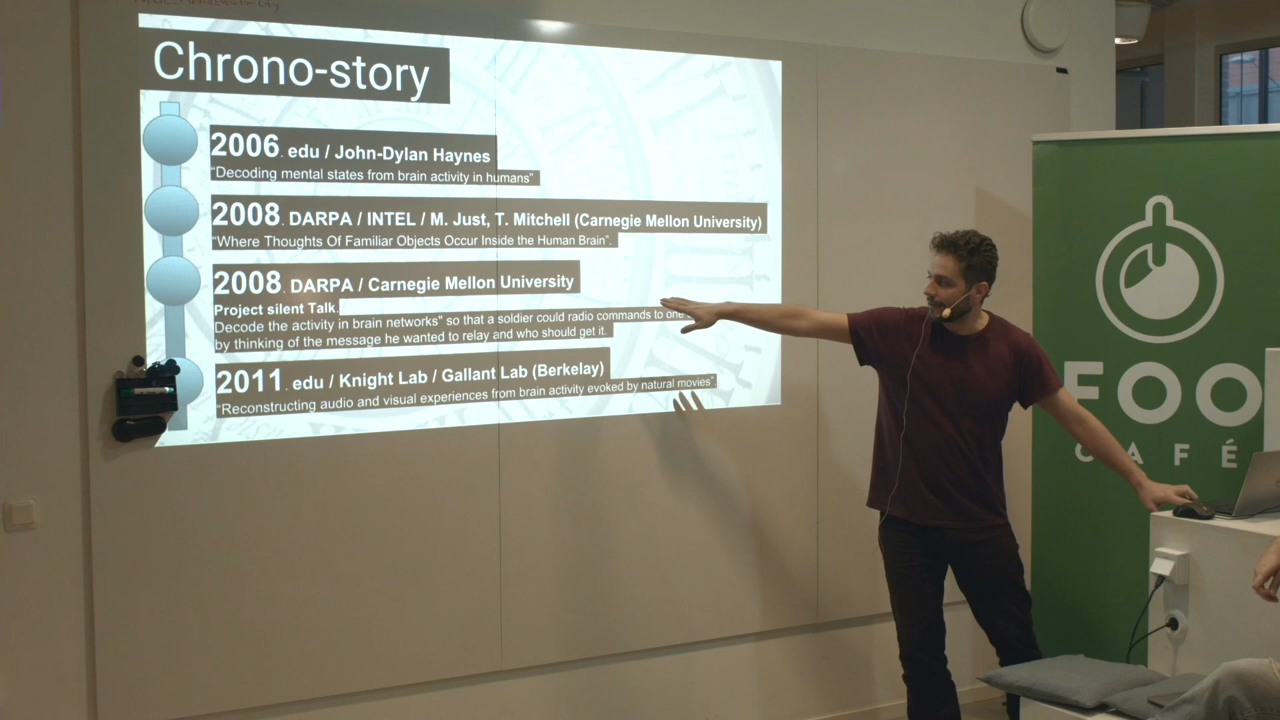 Chrono-story
2006. edu / John-Dylan Haynes
"Decoding mental states from brain activity in humans"
2008. DARPA / INTEL / M. Just, T. Mitchell (Carnegie Mellon University)
"Where Thoughts Of Familiar Objects Occur Inside the Human Brain".
2008. DARPA / Carnegie Mellon University
Project silent Talk.
Decode the activity in brain networks" so that a soldier could radio commands to one
by thinking of the message he wanted to relay and who should get it.
2011. edu / Knight Lab / Gallant Lab (Berkelay)
"Reconstructing audio and visual experiences from brain activity evoked by natural movies".
FOO
CAFÉ